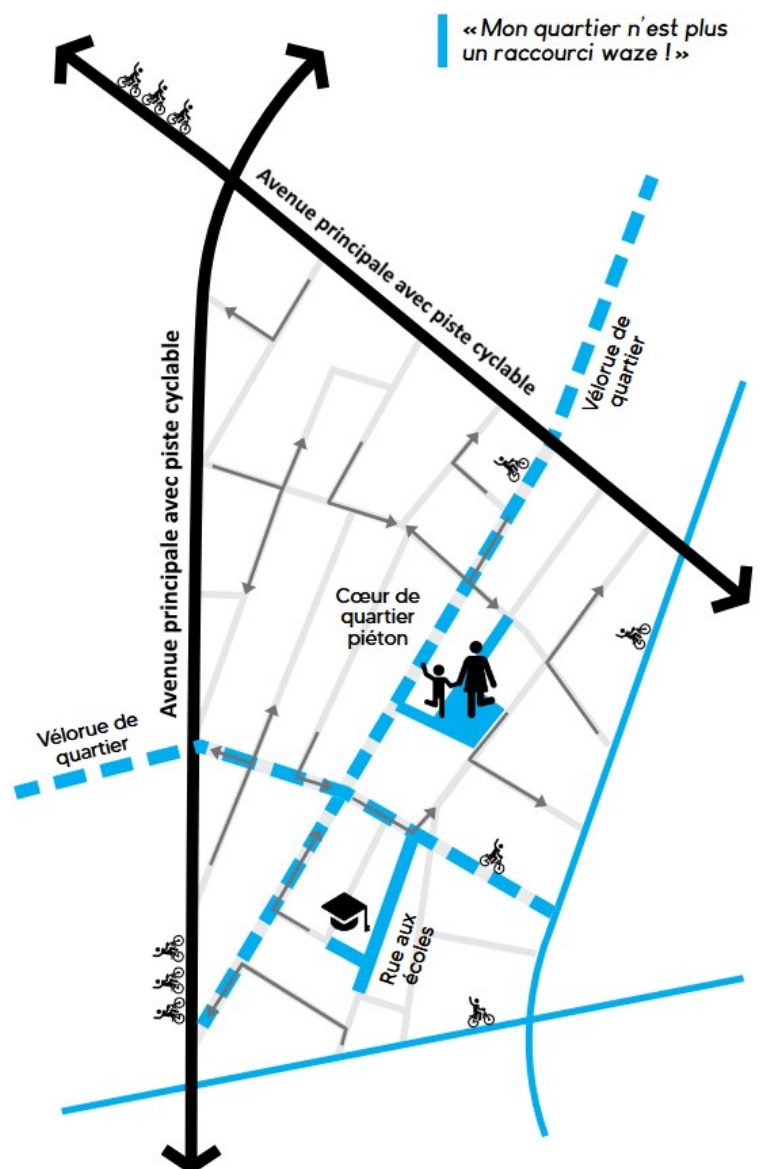 « Mon quartier n'est plus
un raccourci waze ! »
Avenue principale avec piste cyclable
Vélorue de
quartier
Avenue principale avec piste cyclable
Cœur de
quartier
piéton
Vélorue de
quartier
Rue aux
écoles